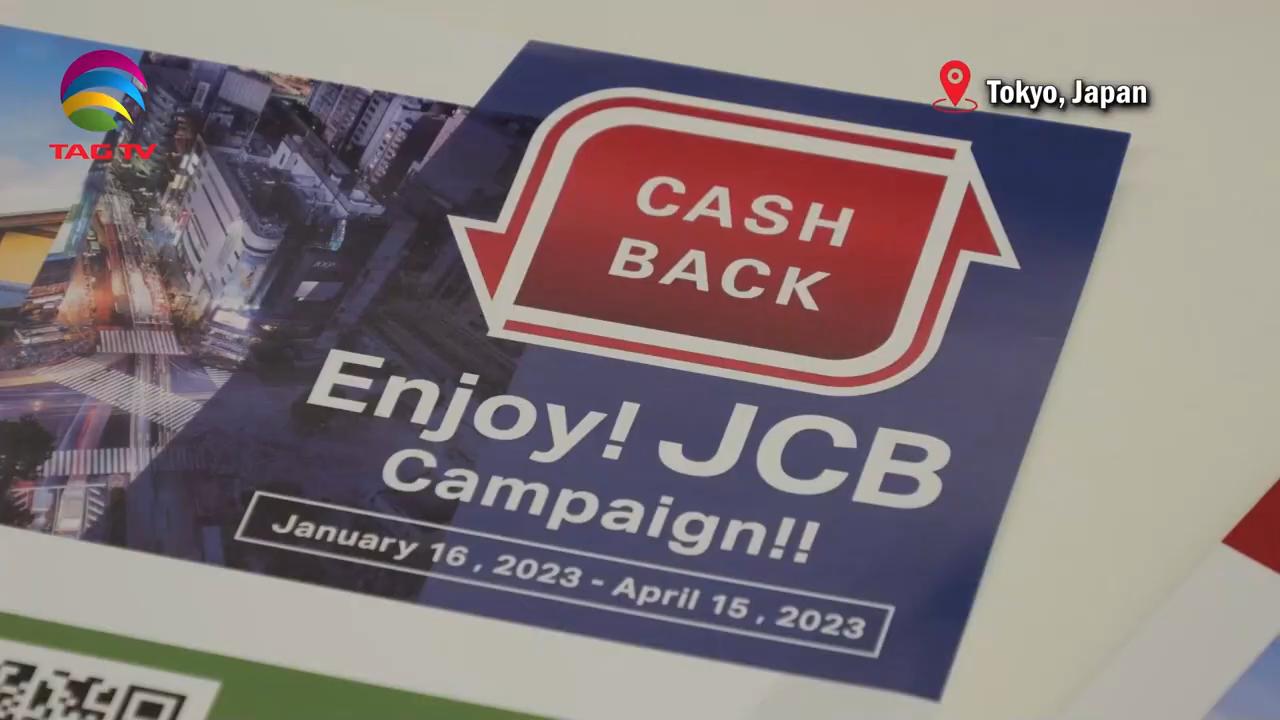 TAG TV
Tokyo, Japan
CASH
BACK
Enjoy! JCB
Campaign!!
January 16, 2023 - April 15, 2023